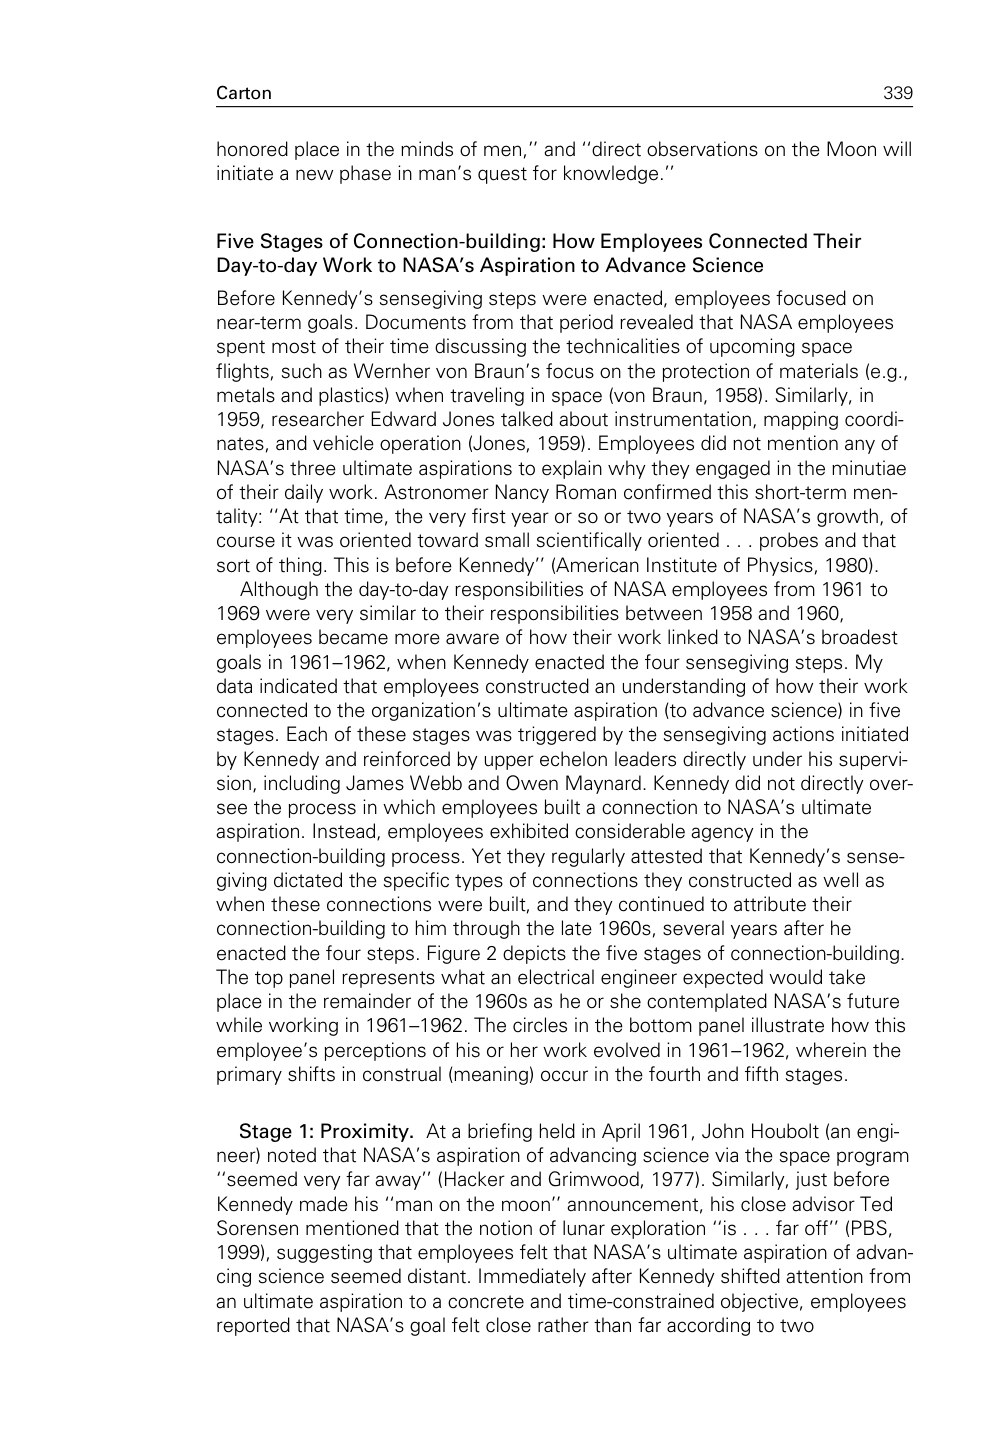 Carton 339
honored place in the minds of men,’’ and ‘‘direct observations on the Moon will
initiate a new phase in man’s quest for knowledge.’’
Five Stages of Connection-building: How Employees Connected Their
Day-to-day Work to NASA’s Aspiration to Advance Science
Before Kennedy’s sensegiving steps were enacted, employees focused on
near-term goals. Documents from that period revealed that NASA employees
spent most of their time discussing the technicalities of upcoming space
flights, such as Wernher von Braun’s focus on the protection of materials (e.g.,
metals and plastics) when traveling in space (von Braun, 1958). Similarly, in
1959, researcher Edward Jones talked about instrumentation, mapping coordi-
nates, and vehicle operation (Jones, 1959). Employees did not mention any of
NASA’s three ultimate aspirations to explain why they engaged in the minutiae
of their daily work. Astronomer Nancy Roman confirmed this short-term men-
tality: ‘‘At that time, the very first year or so or two years of NASA’s growth, of
course it was oriented toward small scientifically oriented . . . probes and that
sort of thing. This is before Kennedy’’ (American Institute of Physics, 1980).
Although the day-to-day responsibilities of NASA employees from 1961 to
1969 were very similar to their responsibilities between 1958 and 1960,
employees became more aware of how their work linked to NASA’s broadest
goals in 1961–1962, when Kennedy enacted the four sensegiving steps. My
data indicated that employees constructed an understanding of how their work
connected to the organization’s ultimate aspiration (to advance science) in five
stages. Each of these stages was triggered by the sensegiving actions initiated
by Kennedy and reinforced by upper echelon leaders directly under his supervi-
sion, including James Webb and Owen Maynard. Kennedy did not directly over-
see the process in which employees built a connection to NASA’s ultimate
aspiration. Instead, employees exhibited considerable agency in the
connection-building process. Yet they regularly attested that Kennedy’s sense-
giving dictated the specific types of connections they constructed as well as
when these connections were built, and they continued to attribute their
connection-building to him through the late 1960s, several years after he
enacted the four steps. Figure 2 depicts the five stages of connection-building.
The top panel represents what an electrical engineer expected would take
place in the remainder of the 1960s as he or she contemplated NASA’s future
while working in 1961–1962. The circles in the bottom panel illustrate how this
employee’s perceptions of his or her work evolved in 1961–1962, wherein the
primary shifts in construal (meaning) occur in the fourth and fifth stages.
Stage 1: Proximity. At a briefing held in April 1961, John Houbolt (an engi-
neer) noted that NASA’s aspiration of advancing science via the space program
‘‘seemed very far away’’ (Hacker and Grimwood, 1977). Similarly, just before
Kennedy made his ‘‘man on the moon’’ announcement, his close advisor Ted
Sorensen mentioned that the notion of lunar exploration ‘‘is . . . far off’’ (PBS,
1999), suggesting that employees felt that NASA’s ultimate aspiration of advan-
cing science seemed distant. Immediately after Kennedy shifted attention from
an ultimate aspiration to a concrete and time-constrained objective, employees
reported that NASA’s goal felt close rather than far according to two